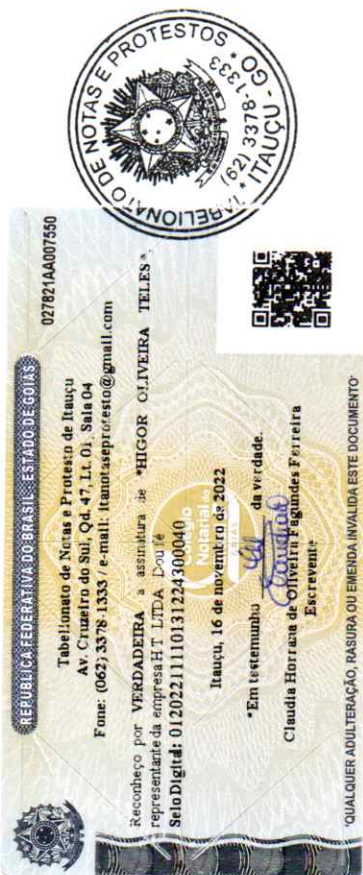 REPÚBLICA FEDERATIVA DO BRASIL - ESTADO DE GOIÁS
027821AA007550
Tabelionato de Notas e Protesto de Itauçu
Av. Cruzeiro do Sul, Qd. 47, Lt. 01, Sala 04
Fone: (062) 3378-1333 / e-mail: itanotaseprotesto@gmail.com
Reconheço por VERDADEIRA a assinatura de *HIGOR OLIVEIRA TELES*,
representante da empresa HT LTDA Dou fé
Selo Digital: 01202211110131224300040
Itauçu, 16 de novembro de 2022
*Em testemunho da verdade.
Claudia Horrana de Oliveira Fagundes Ferreira
Escrevente
Colégio
Notarial do
"QUALQUER ADULTERAÇÃO, RASURA OU EMENDA INVALIDA ESTE DOCUMENTO"
TABELIONATO DE NOTAS E PROTESTOS
(62) 3378-1333
* ITAUÇU - GO *